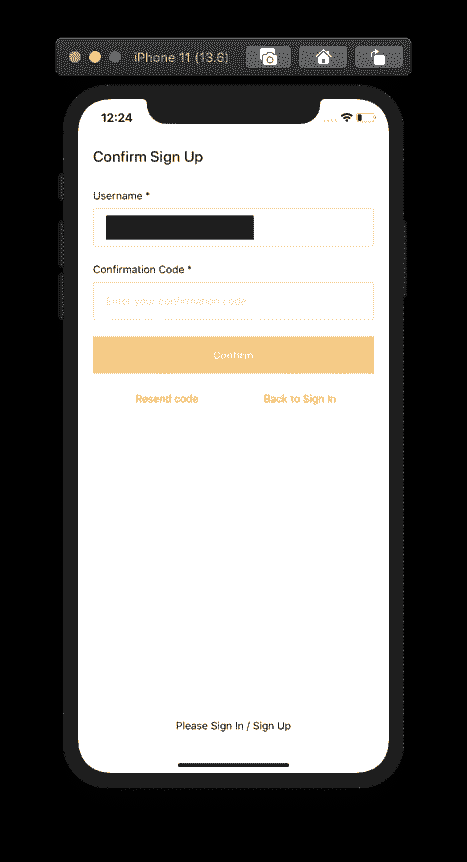 iPhone 11 (13.6)
12:24
Confirm Sign Up
Username *
Confirmation Code *
Enter your confirmation code
Confirm
Resend code Back to Sign In
Please Sign In / Sign Up